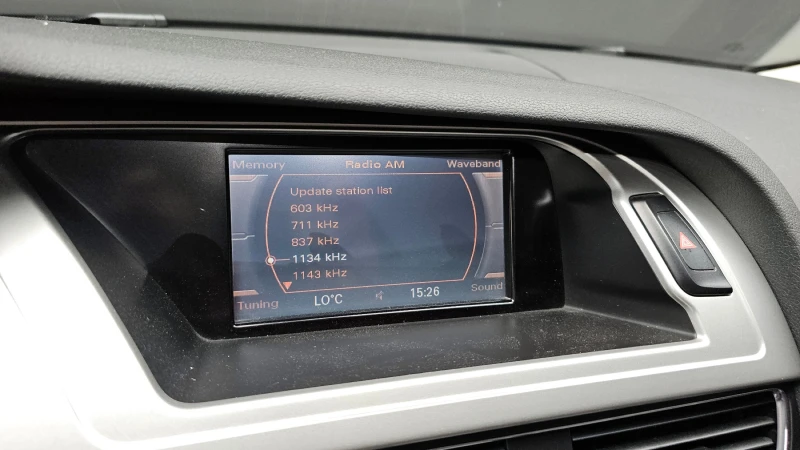 Memory Radio AM Waveband
Update station list
603 kHz
711 kHz
837 kHz
1134 kHz
1143 kHz
Tuning LO°C 15:26 Sound